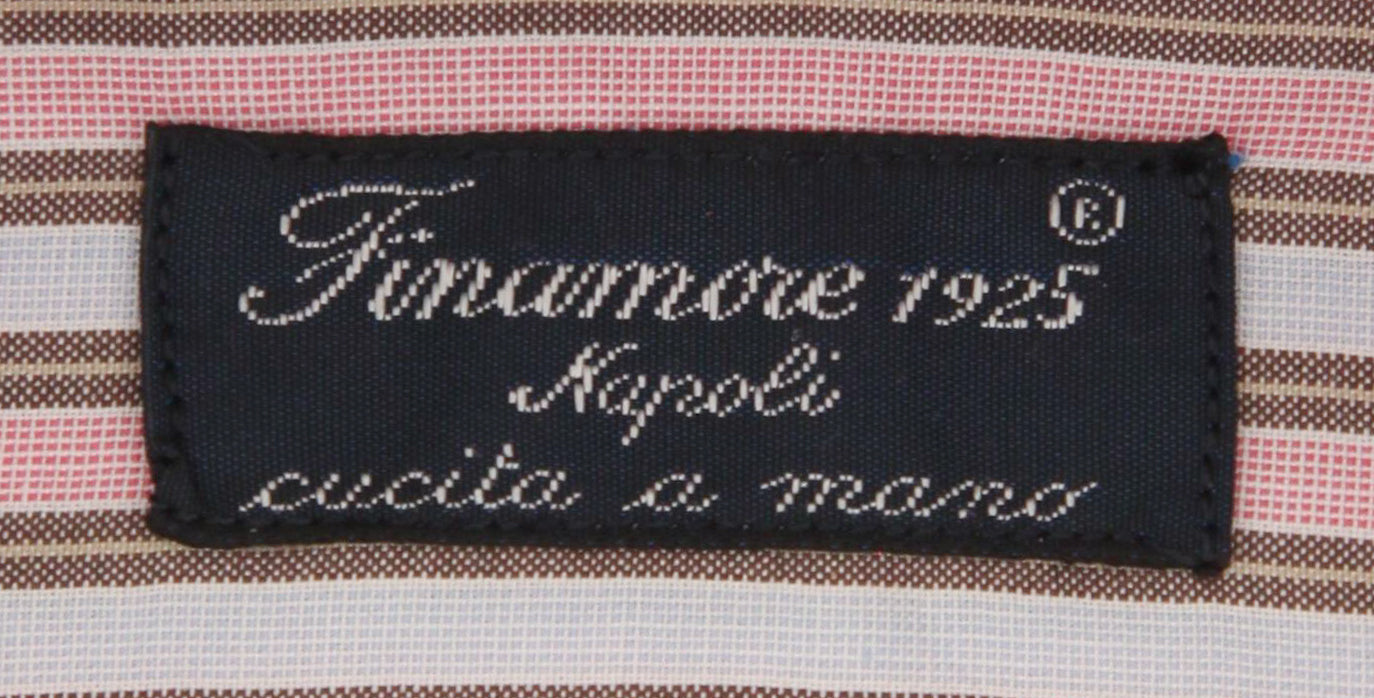 Finamore 1925®
Napoli
cucita a mano